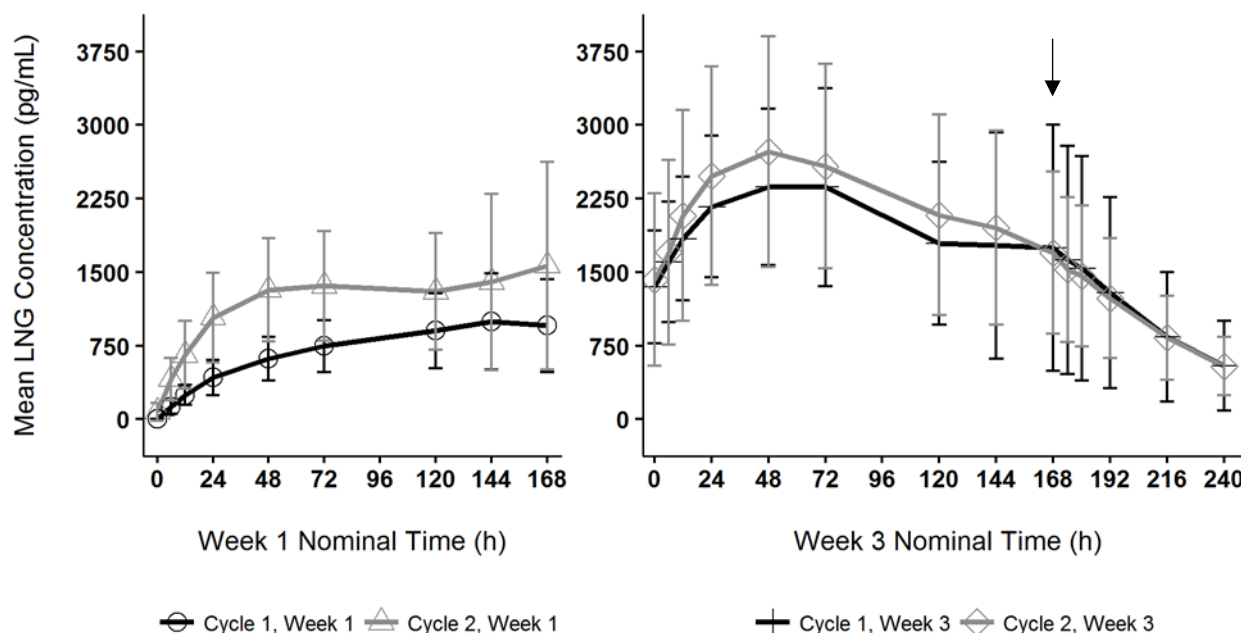 Mean LNG Concentration (pg/mL)
3750
3000
2250
1500
750
0
0 24 48 72 96 120 144 168
Week 1 Nominal Time (h)
Cycle 1, Week 1 Cycle 2, Week 1
3750
3000
2250
1500
750
0
0 24 48 72 96 120 144 168 192 216 240
Week 3 Nominal Time (h)
Cycle 1, Week 3 Cycle 2, Week 3